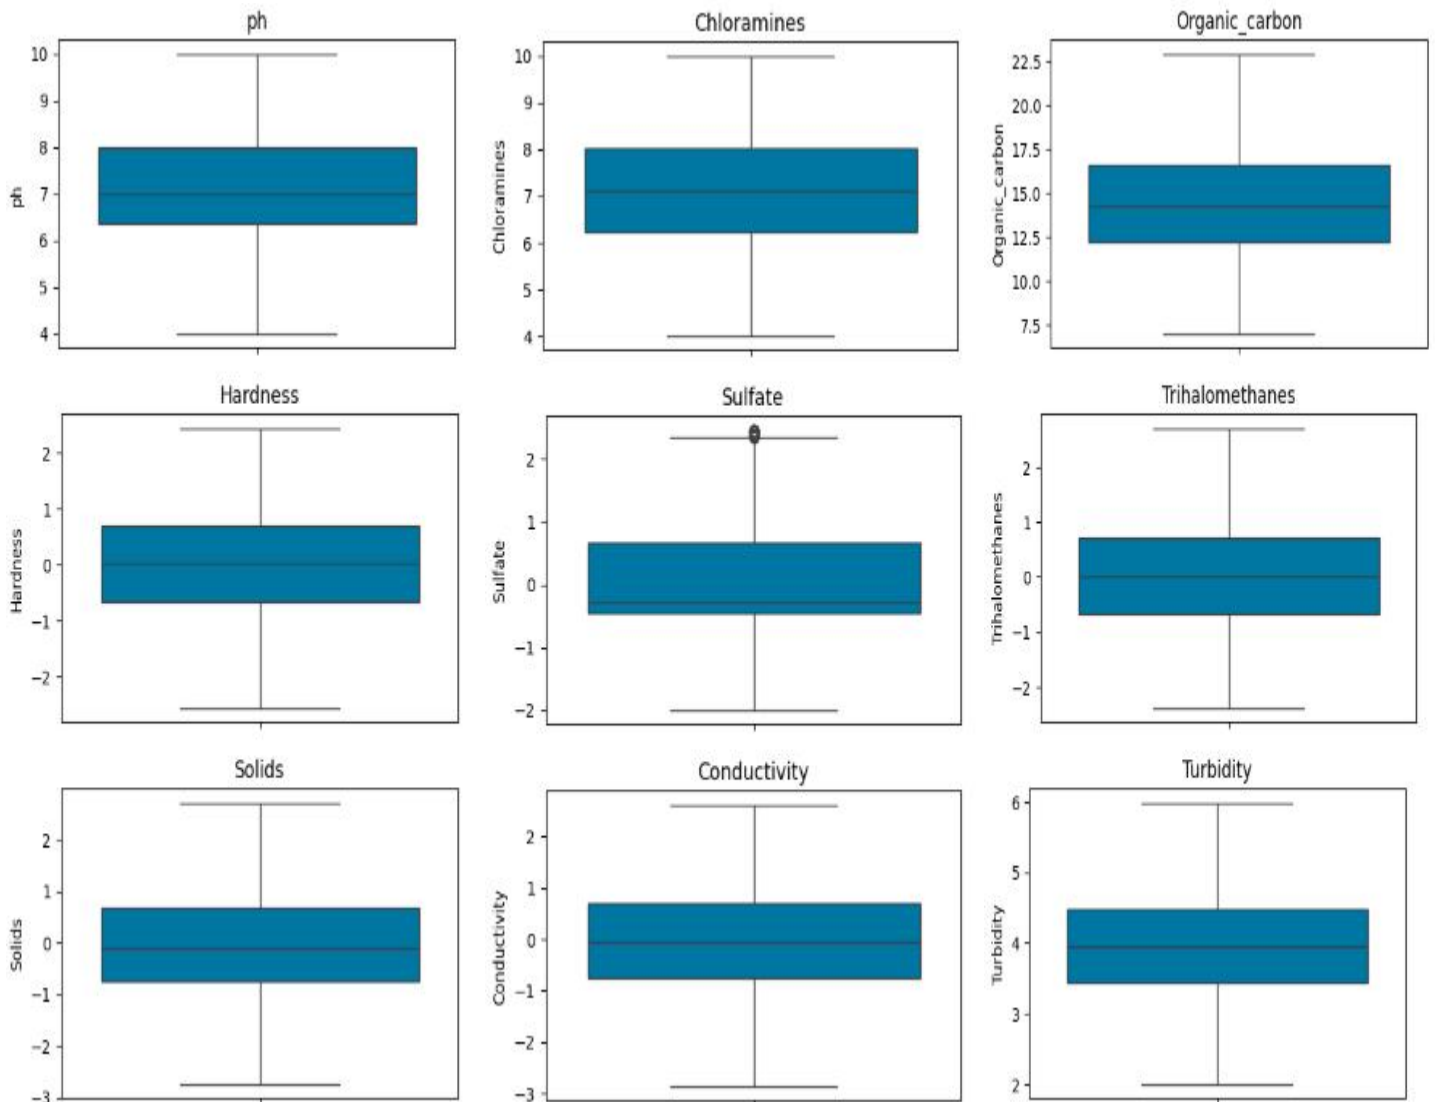 ph
10
9
8
7
6
5
4
ph
Chloramines
10
9
8
7
6
5
4
Chloramines
Organic_carbon
22.5
20.0
17.5
15.0
12.5
10.0
7.5
Organic_carbon
Hardness
2
1
0
−1
−2
Hardness
Sulfate
2
1
0
−1
−2
Sulfate
Trihalomethanes
2
1
0
−1
−2
Trihalomethanes
Solids
2
1
0
−1
−2
−3
Solids
Conductivity
2
1
0
−1
−2
−3
Conductivity
Turbidity
6
5
4
3
2
Turbidity